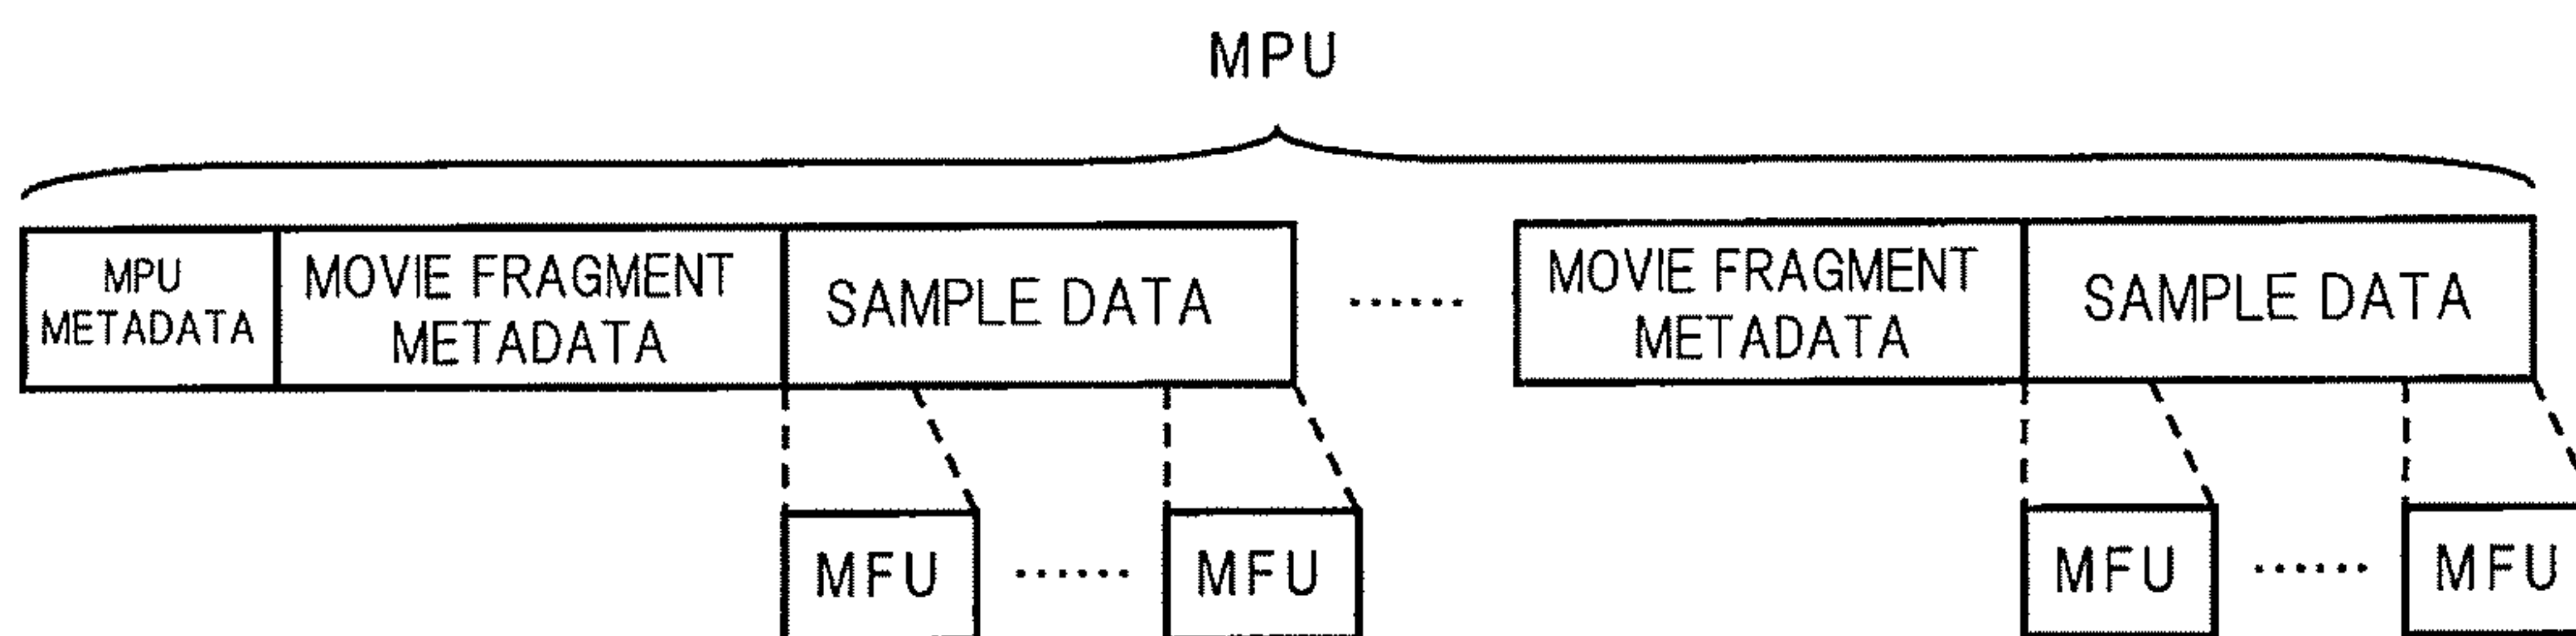 MPU
MPU
METADATA
MOVIE FRAGMENT
METADATA
SAMPLE DATA
......
MOVIE FRAGMENT
METADATA
SAMPLE DATA
MFU
......
MFU
MFU
......
MFU